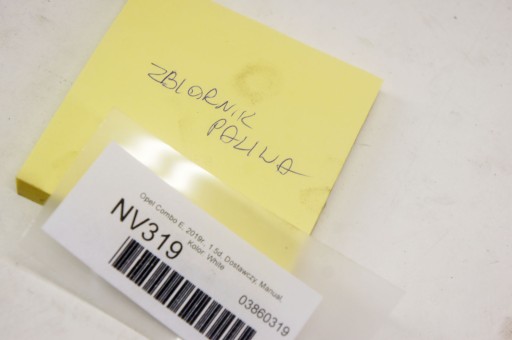 ZBIORNIK
PALIWA
Opel Combo E, 2019r, 1.5d, Dostawczy, Manual,
Kolor: White
NV319
03860319